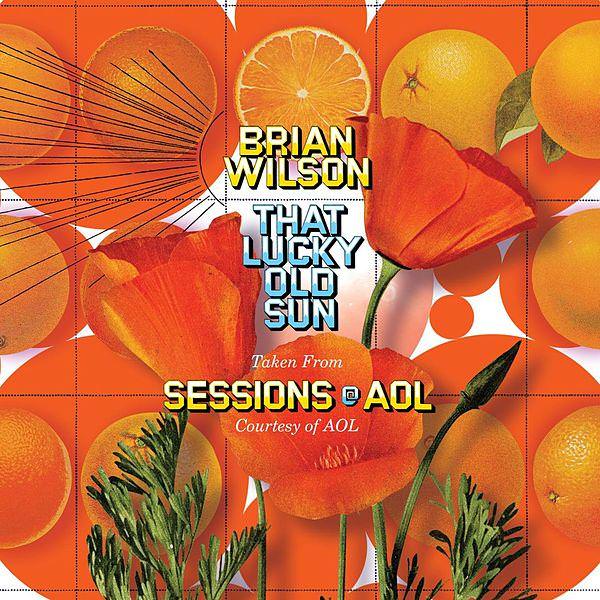 BRIAN
WILSON
THAT
LUCKY
OLD
SUN
Taken From
SESSIONS @ AOL
Courtesy of AOL